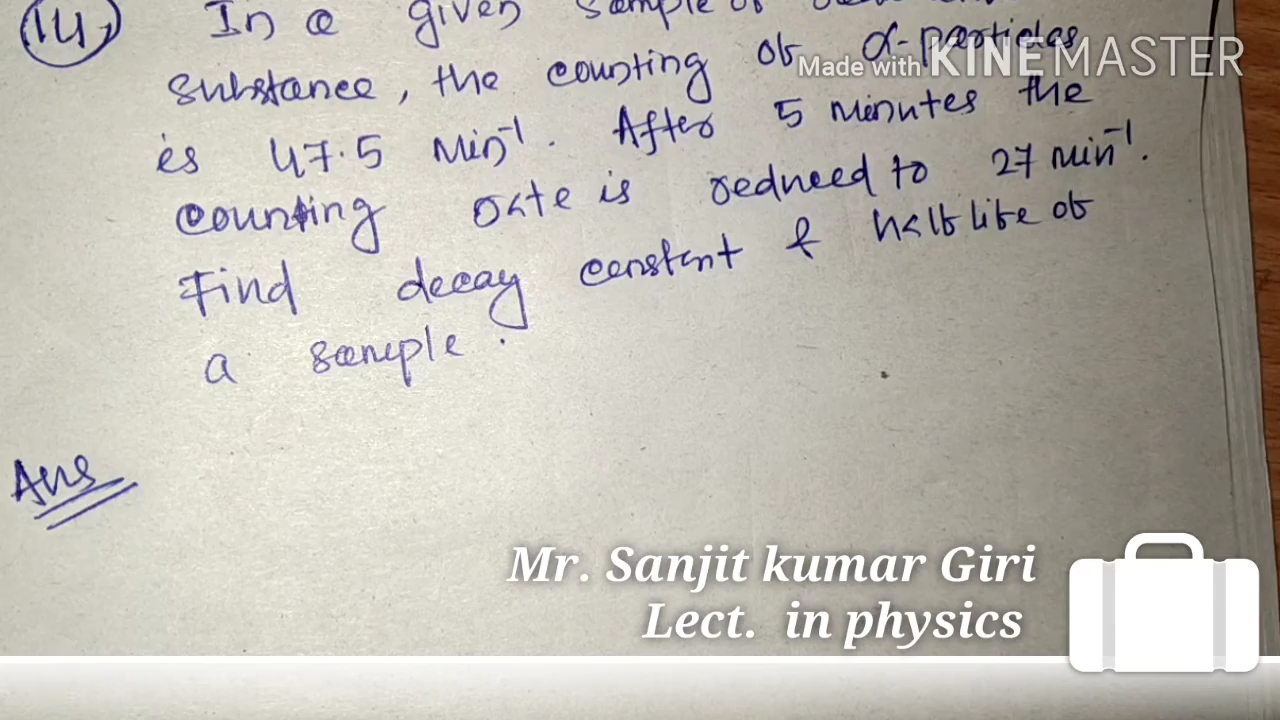 14) In a given sample of
substance, the counting of α-particles
is 47.5 Min⁻¹. After 5 Minutes the
counting rate is reduced to 27 Min⁻¹.
Find decay constant & half life of
a sample.
Ans
Made with KINEMASTER
Mr. Sanjit kumar Giri
Lect. in physics